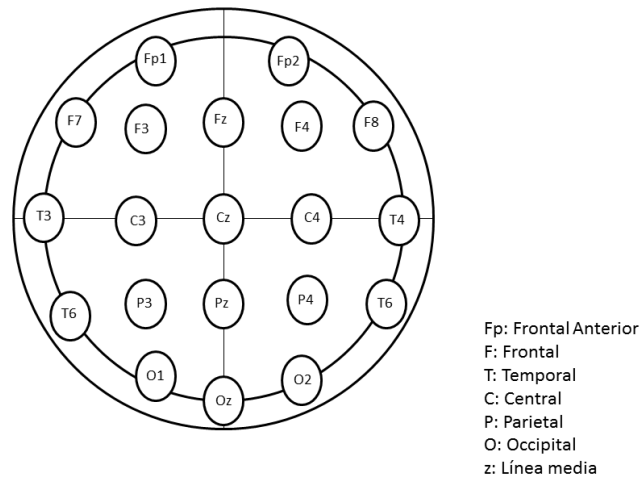 Fp1 Fp2
F7 F3 Fz F4 F8
T3 C3 Cz C4 T4
T6 P3 Pz P4 T6
O1 Oz O2
Fp: Frontal Anterior
F: Frontal
T: Temporal
C: Central
P: Parietal
O: Occipital
z: Línea media